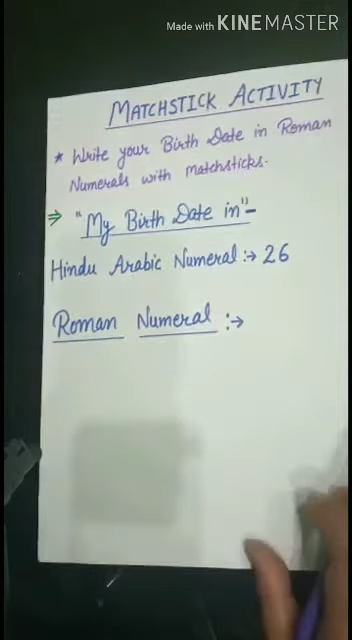 Made with KINEMASTER
MATCHSTICK ACTIVITY
* Write your Birth Date in Roman
Numerals with matchsticks.
⇒ "My Birth Date in"-
Hindu Arabic Numeral :→ 26
Roman Numeral :→